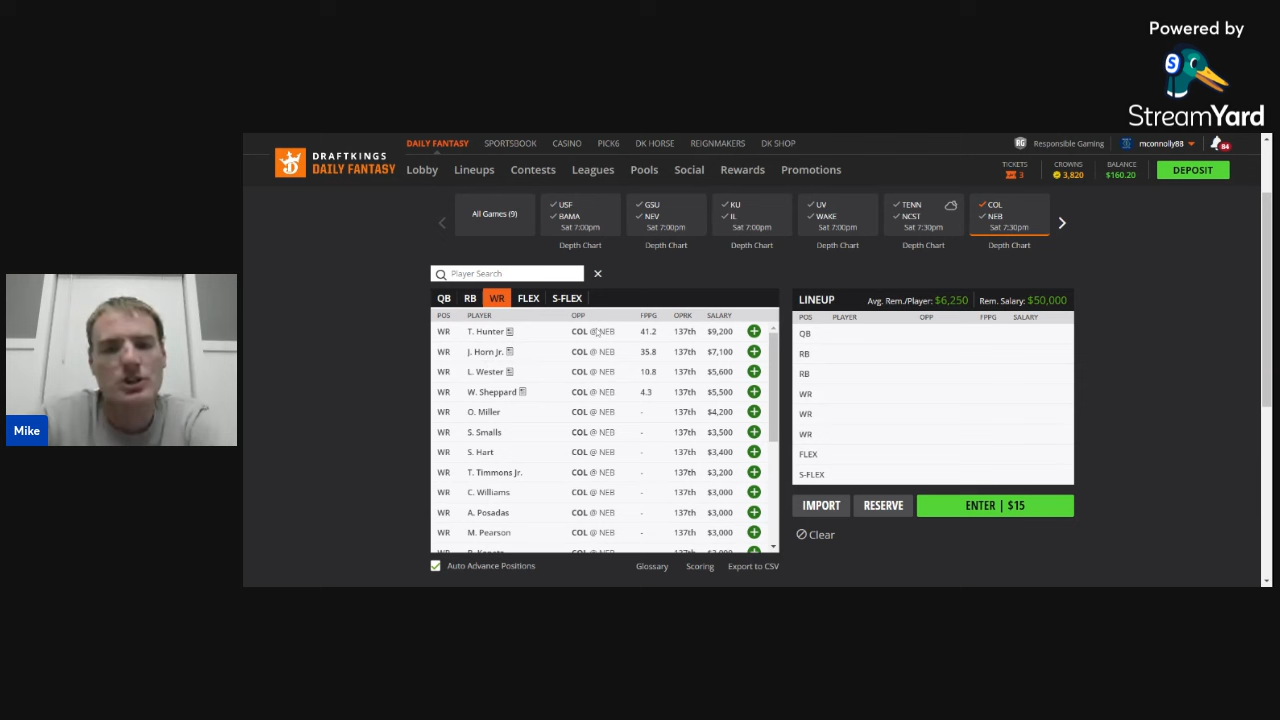 Powered by
StreamYard
DAILY FANTASY SPORTSBOOK CASINO PICK6 DK HORSE REIGNMAKERS DK SHOP
RG Responsible Gaming mconnolly88 84
DRAFTKINGS
DAILY FANTASY
Lobby Lineups Contests Leagues Pools Social Rewards Promotions
TICKETS CROWNS BALANCE
3 3,820 $160.20
DEPOSIT
All Games (9)
USF
BAMA
Sat 7:00pm
Depth Chart
GSU
NEV
Sat 7:00pm
Depth Chart
KU
IL
Sat 7:00pm
Depth Chart
UV
WAKE
Sat 7:00pm
Depth Chart
TENN
NCST
Sat 7:30pm
Depth Chart
COL
NEB
Sat 7:30pm
Depth Chart
Player Search
QB RB WR FLEX S-FLEX
POS PLAYER OPP FPPG OPRK SALARY
WR T. Hunter COL @ NEB 41.2 137th $9,200
WR J. Horn Jr. COL @ NEB 35.8 137th $7,100
WR L. Wester COL @ NEB 10.8 137th $5,600
WR W. Sheppard COL @ NEB 4.3 137th $5,500
WR O. Miller COL @ NEB - 137th $4,200
WR S. Smalls COL @ NEB - 137th $3,500
WR S. Hart COL @ NEB - 137th $3,400
WR T. Timmons Jr. COL @ NEB - 137th $3,200
WR C. Williams COL @ NEB - 137th $3,000
WR A. Posadas COL @ NEB - 137th $3,000
WR M. Pearson COL @ NEB - 137th $3,000
Auto Advance Positions
Glossary Scoring Export to CSV
LINEUP Avg. Rem./Player: $6,250 Rem. Salary: $50,000
POS PLAYER OPP FPPG SALARY
QB
RB
RB
WR
WR
WR
FLEX
S-FLEX
IMPORT RESERVE ENTER | $15
Clear
Mike